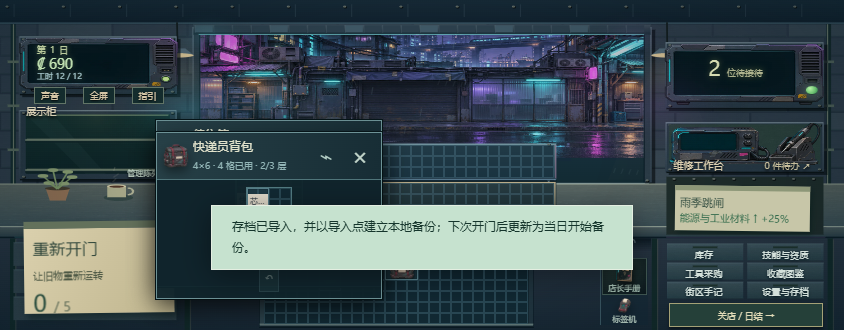 第 1 日
₡ 690
工时 12 / 12
声音
全屏
指引
展示柜
2 位待接待
快递员背包
4×6 · 4 格已用 · 2/3 层
芯…
维修工作台
0 件待办 ↗
雨季跳闸
能源与工业材料 ↑ +25%
存档已导入，并以导入点建立本地备份；下次开门后更新为当日开始备
份。
重新开门
让旧物重新运转
0 / 5
库存
技能与资质
工具采购
收藏图鉴
街区手记
设置与存档
店长手册
标签机
关店 / 日结 →